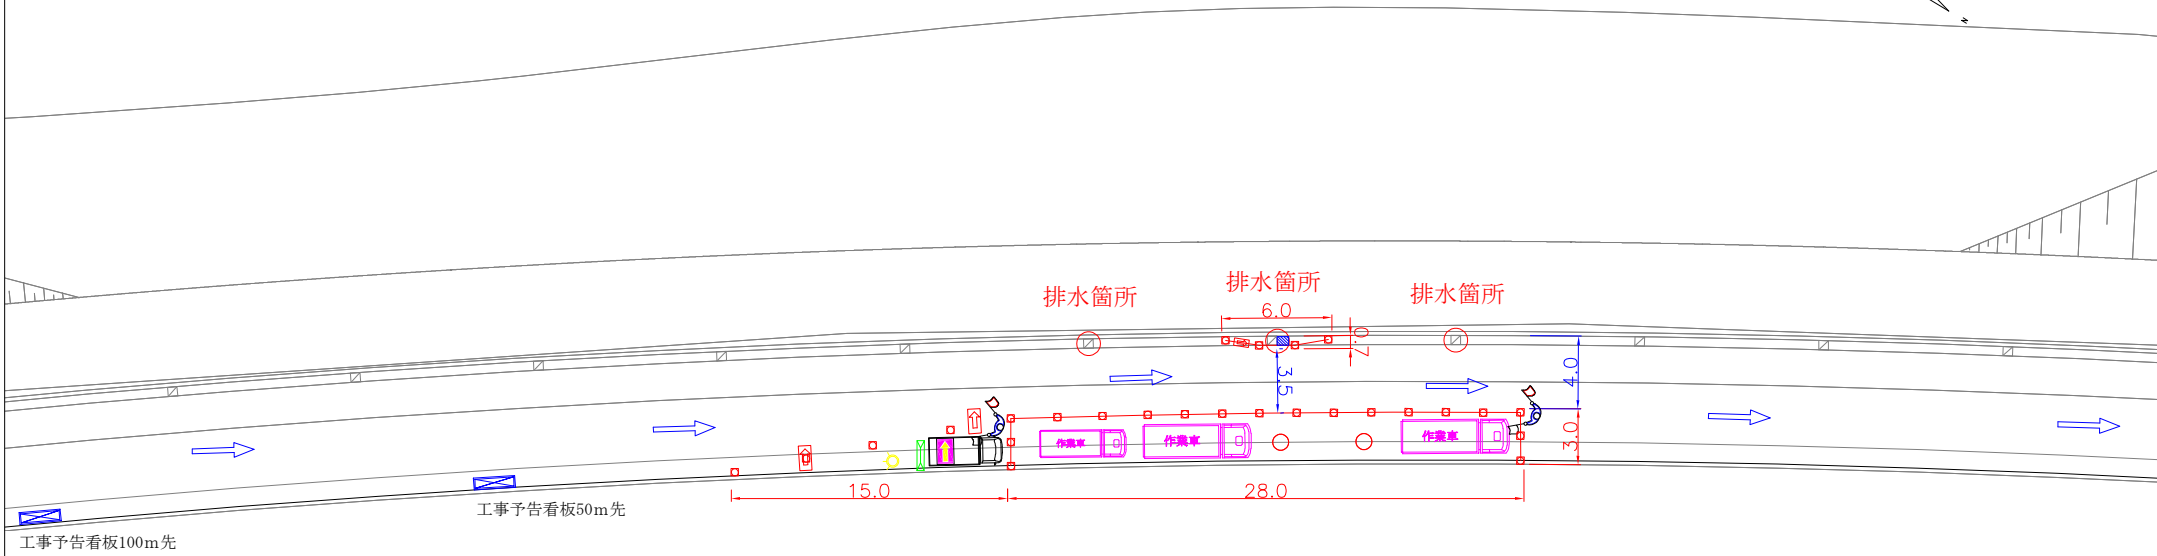 N
排水箇所
排水箇所
排水箇所
6.0
0.7
3.5
4.0
3.0
作業車
作業車
作業車
15.0
28.0
工事予告看板50m先
工事予告看板100m先